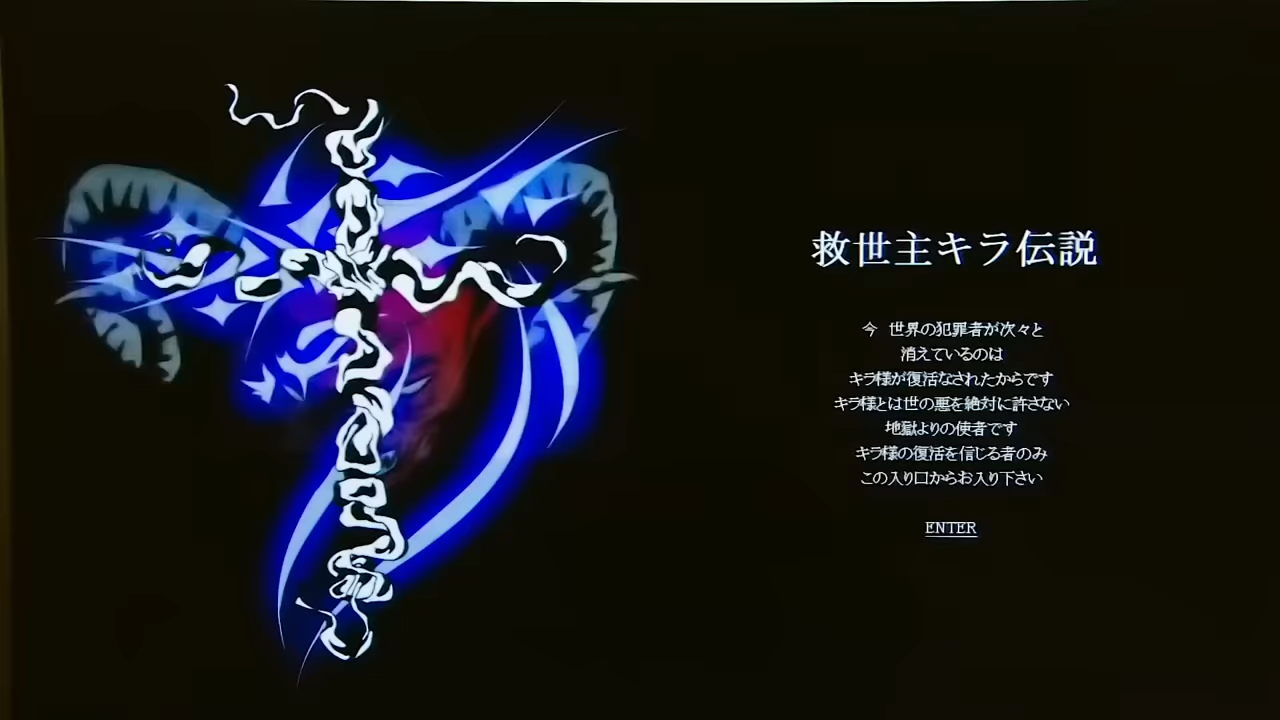 救世主キラ伝説
今 世界の犯罪者が次々と
消えているのは
キラ様が復活なされたからです
キラ様とは世の悪を絶対に許さない
地獄よりの使者です
キラ様の復活を信じる者のみ
この入り口からお入り下さい
ENTER